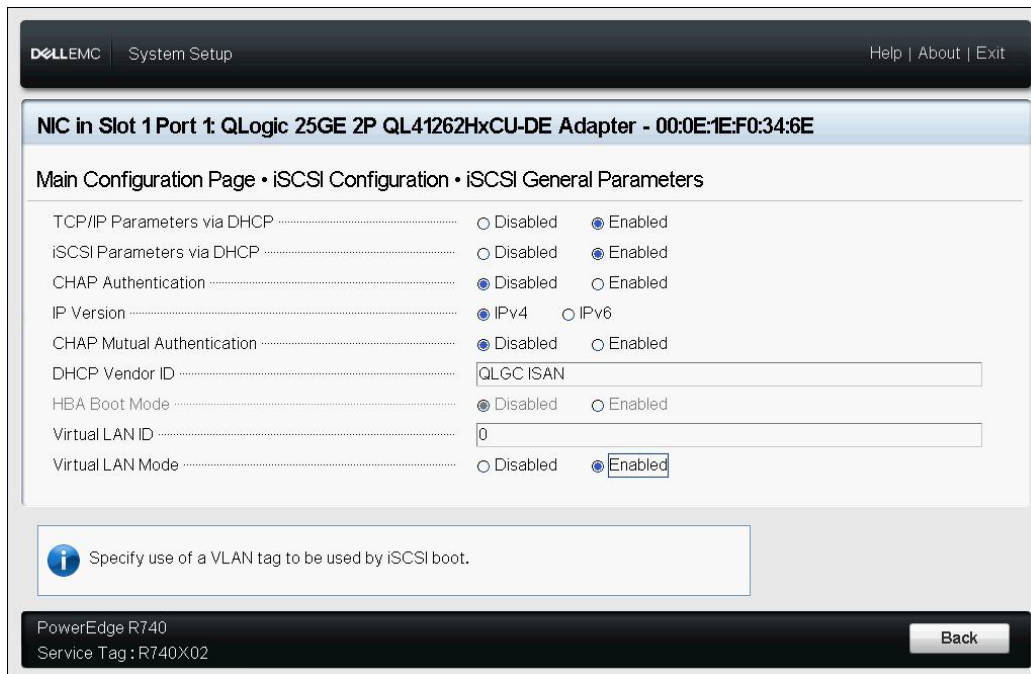 DELLEMC System Setup Help | About | Exit
NIC in Slot 1 Port 1: QLogic 25GE 2P QL41262HxCU-DE Adapter - 00:0E:1E:F0:34:6E
Main Configuration Page • iSCSI Configuration • iSCSI General Parameters
TCP/IP Parameters via DHCP Disabled Enabled
iSCSI Parameters via DHCP Disabled Enabled
CHAP Authentication Disabled Enabled
IP Version IPv4 IPv6
CHAP Mutual Authentication Disabled Enabled
DHCP Vendor ID QLGC ISAN
HBA Boot Mode Disabled Enabled
Virtual LAN ID 0
Virtual LAN Mode Disabled Enabled
Specify use of a VLAN tag to be used by iSCSI boot.
PowerEdge R740
Service Tag : R740X02
Back